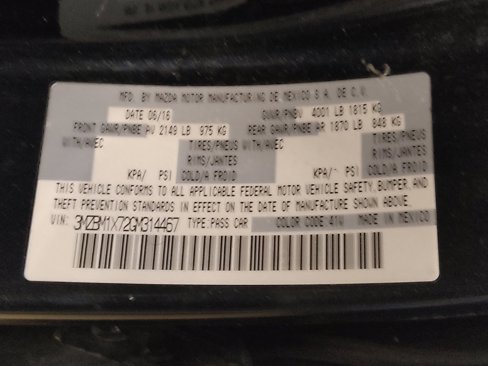 MFD. BY MAZDA MOTOR MANUFACTURING DE MEXICO S.A. DE C.V.
DATE 06/16 GVWR/PNBV 4001 LB 1815 KG
FRONT GAWR/PNBE AV 2149 LB 975 KG REAR GAWR/PNBE AR 1870 LB 848 KG
WITH/AVEC TIRES/PNEUS WITH/AVEC TIRES/PNEUS
RIMS/JANTES RIMS/JANTES
KPA/ PSI COLD/A FROID KPA/ PSI COLD/A FROID
THIS VEHICLE CONFORMS TO ALL APPLICABLE FEDERAL MOTOR VEHICLE SAFETY, BUMPER, AND
THEFT PREVENTION STANDARDS IN EFFECT ON THE DATE OF MANUFACTURE SHOWN ABOVE.
VIN: 3MZBM1X72GM314467 TYPE:PASS CAR COLOR CODE 41W MADE IN MEXICO